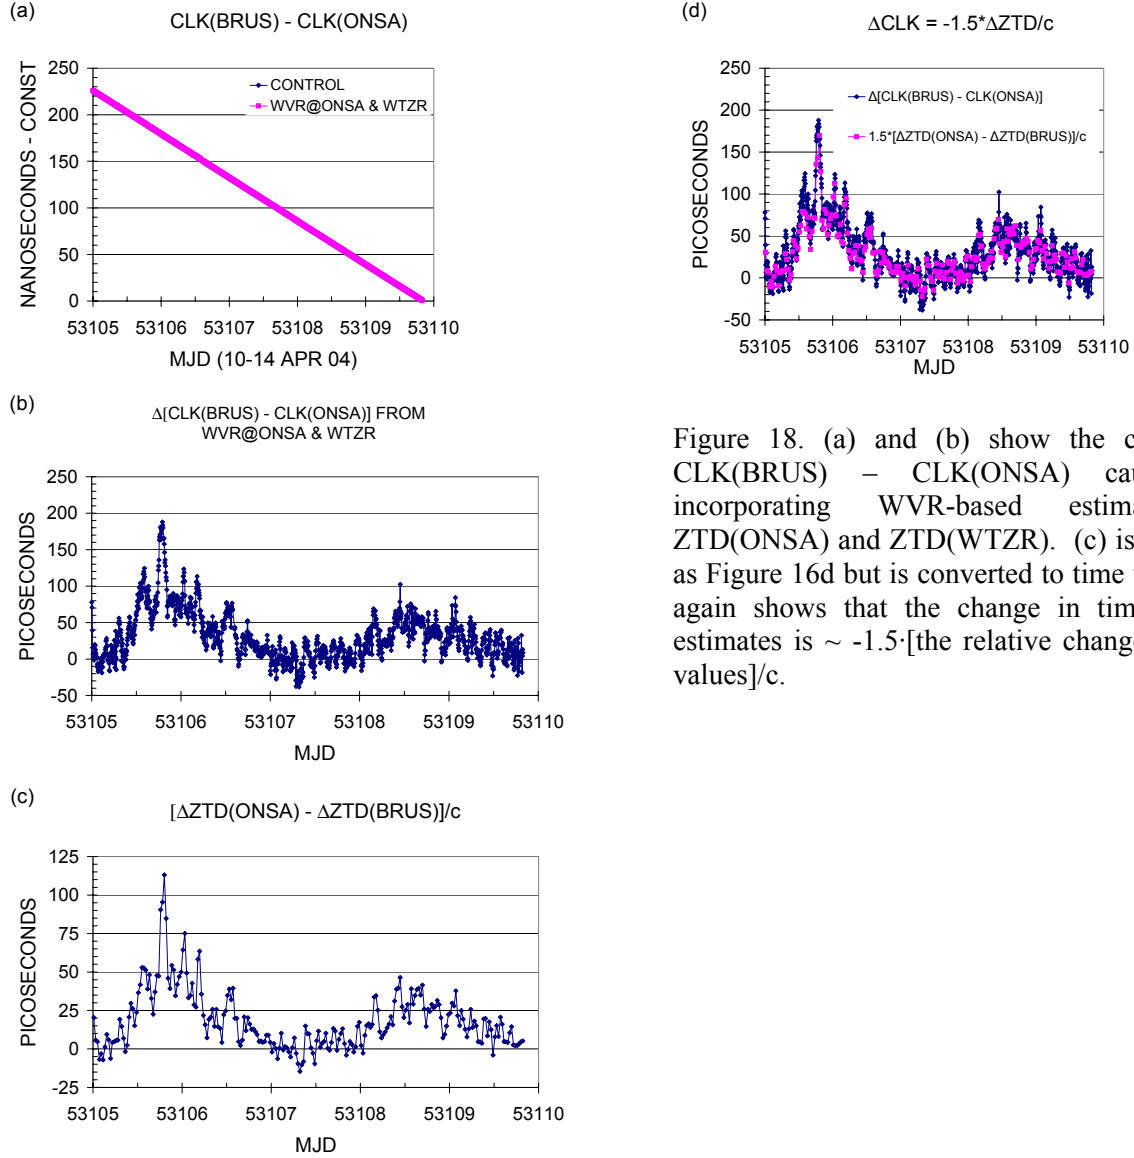 (a)
CLK(BRUS) - CLK(ONSA)
NANOSECONDS - CONST
250
200
150
100
50
0
CONTROL
WVR@ONSA & WTZR
53105 53106 53107 53108 53109 53110
MJD (10-14 APR 04)
(b)
Δ[CLK(BRUS) - CLK(ONSA)] FROM
WVR@ONSA & WTZR
PICOSECONDS
250
200
150
100
50
0
-50
53105 53106 53107 53108 53109 53110
MJD
(c)
[ΔZTD(ONSA) - ΔZTD(BRUS)]/c
PICOSECONDS
125
100
75
50
25
0
-25
53105 53106 53107 53108 53109 53110
MJD
(d)
ΔCLK = -1.5*ΔZTD/c
PICOSECONDS
250
200
150
100
50
0
-50
Δ[CLK(BRUS) - CLK(ONSA)]
1.5*[ΔZTD(ONSA) - ΔZTD(BRUS)]/c
53105 53106 53107 53108 53109 53110
MJD
Figure 18. (a) and (b) show the c
CLK(BRUS) – CLK(ONSA) cau
incorporating WVR-based estima
ZTD(ONSA) and ZTD(WTZR). (c) is
as Figure 16d but is converted to time
again shows that the change in tim
estimates is ~ -1.5·[the relative change
values]/c.